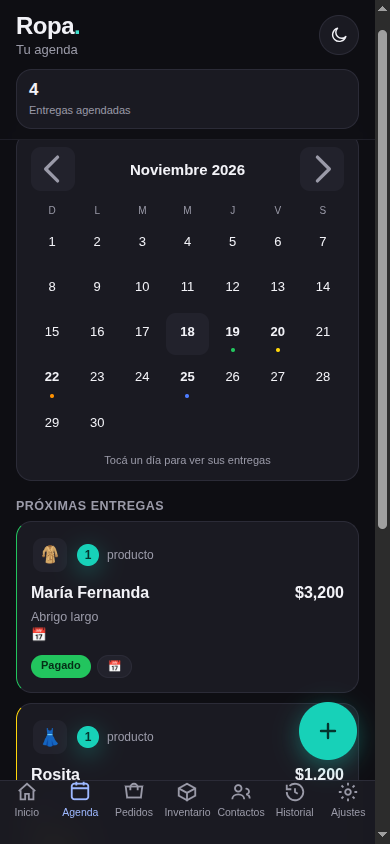 Ropa.
Tu agenda
4
Entregas agendadas
Noviembre 2026
D L M M J V S
1 2 3 4 5 6 7
8 9 10 11 12 13 14
15 16 17 18 19 20 21
22 23 24 25 26 27 28
29 30
Tocá un día para ver sus entregas
PRÓXIMAS ENTREGAS
1 producto
María Fernanda $3,200
Abrigo largo
Pagado
1 producto
Rosita $1,200
Inicio Agenda Pedidos Inventario Contactos Historial Ajustes